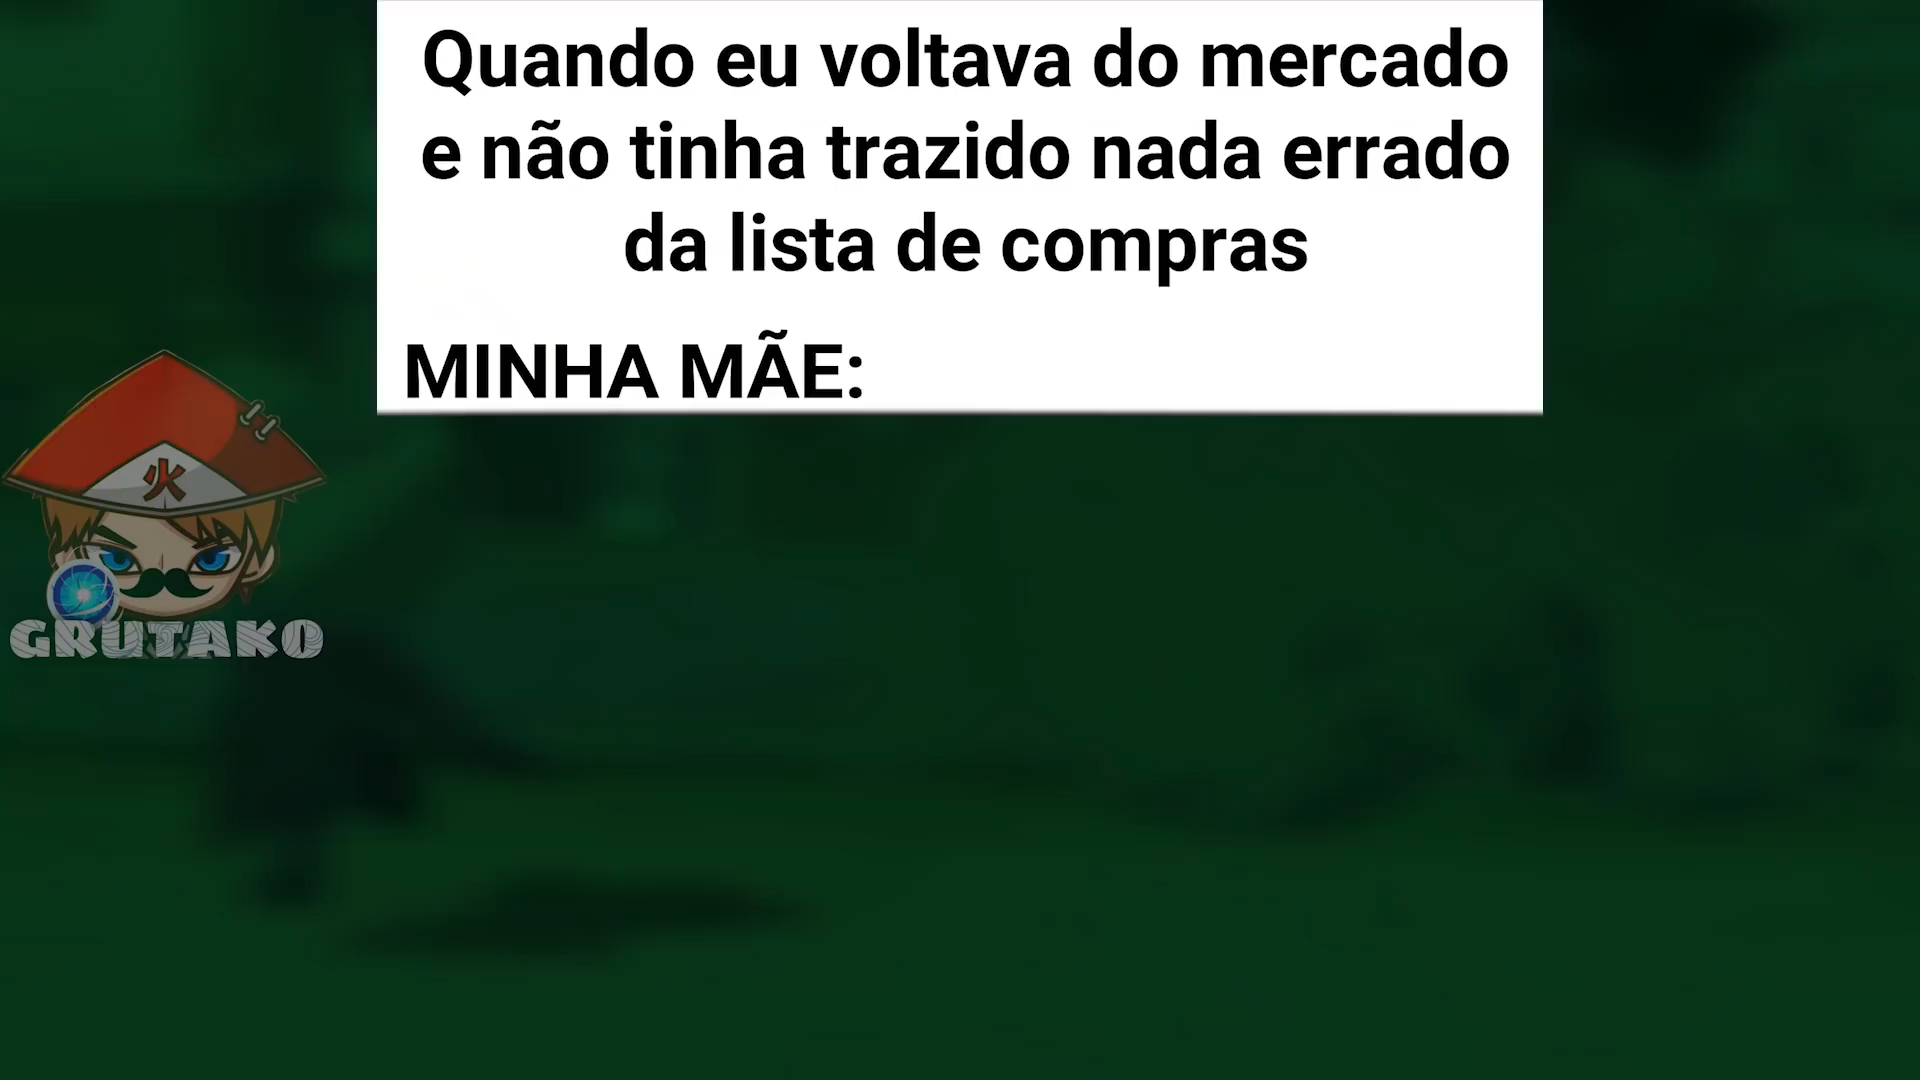 Quando eu voltava do mercado
e não tinha trazido nada errado
da lista de compras
MINHA MÃE:
火
GRUTAKO